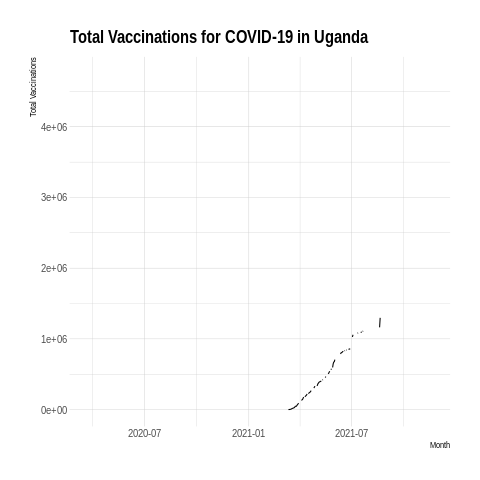 Total Vaccinations for COVID-19 in Uganda
Total Vaccinations
4e+06
3e+06
2e+06
1e+06
0e+00
2020-07 2021-01 2021-07
Month